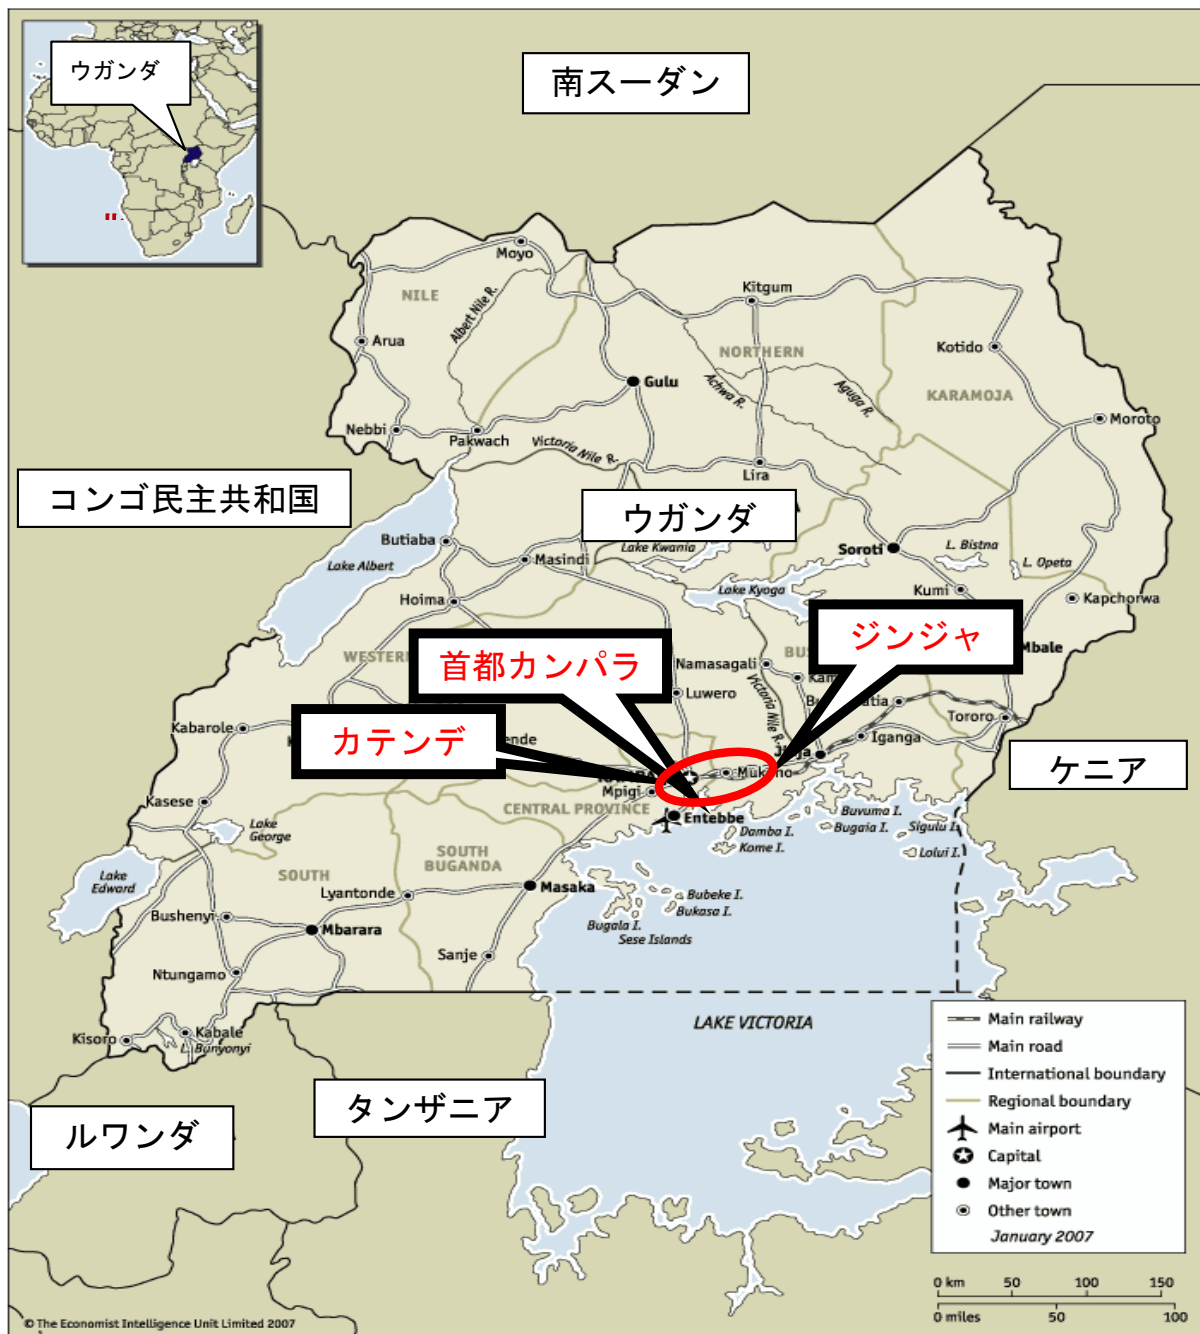 ウガンダ
南スーダン
Moyo
NILE
Albert Nile R.
Kitgum
Arua
NORTHERN
Kotido
Gulu
Achwa R.
Aguga R.
KARAMOJA
Nebbi
Pakwach
Victoria Nile R.
Moroto
Lira
コンゴ民主共和国
ウガンダ
Butiaba
Lake Albert
Masindi
Lake Kwania
Soroti
L. Bistna
L. Opeta
Hoima
Lake Kyoga
Kumi
Kapchorwa
ジンジャ
首都カンパラ
WESTERN
Namasagali
Mbale
Luwero
Victoria Nile R.
Kabarole
カテンデ
Tororo
Iganga
Jinja
Mukono
ケニア
Kasese
Mpigi
CENTRAL PROVINCE
Entebbe
Buvuma I.
Bugaia I.
Sigulu I.
Lolui I.
Damba I.
Kome I.
Lake George
Lake Edward
SOUTH
SOUTH BUGANDA
Lyantonde
Masaka
Bubeke I.
Bukasa I.
Bugala I.
Sese Islands
Bushenyi
Mbarara
Sanje
Ntungamo
Kisoro
Kabale
L. Bunyonyi
LAKE VICTORIA
タンザニア
ルワンダ
Main railway
Main road
International boundary
Regional boundary
Main airport
Capital
Major town
Other town
January 2007
0 km 50 100 150
0 miles 50 100
© The Economist Intelligence Unit Limited 2007